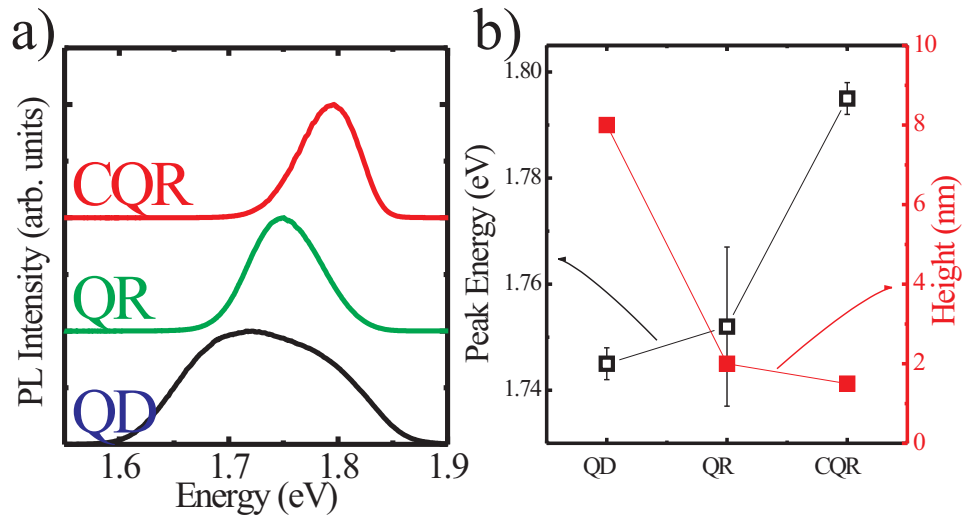 a)
PL Intensity (arb. units)
CQR
QR
QD
1.6 1.7 1.8 1.9
Energy (eV)
b)
Peak Energy (eV)
1.80
1.78
1.76
1.74
QD QR CQR
10
8
6
4
2
0
Height (nm)